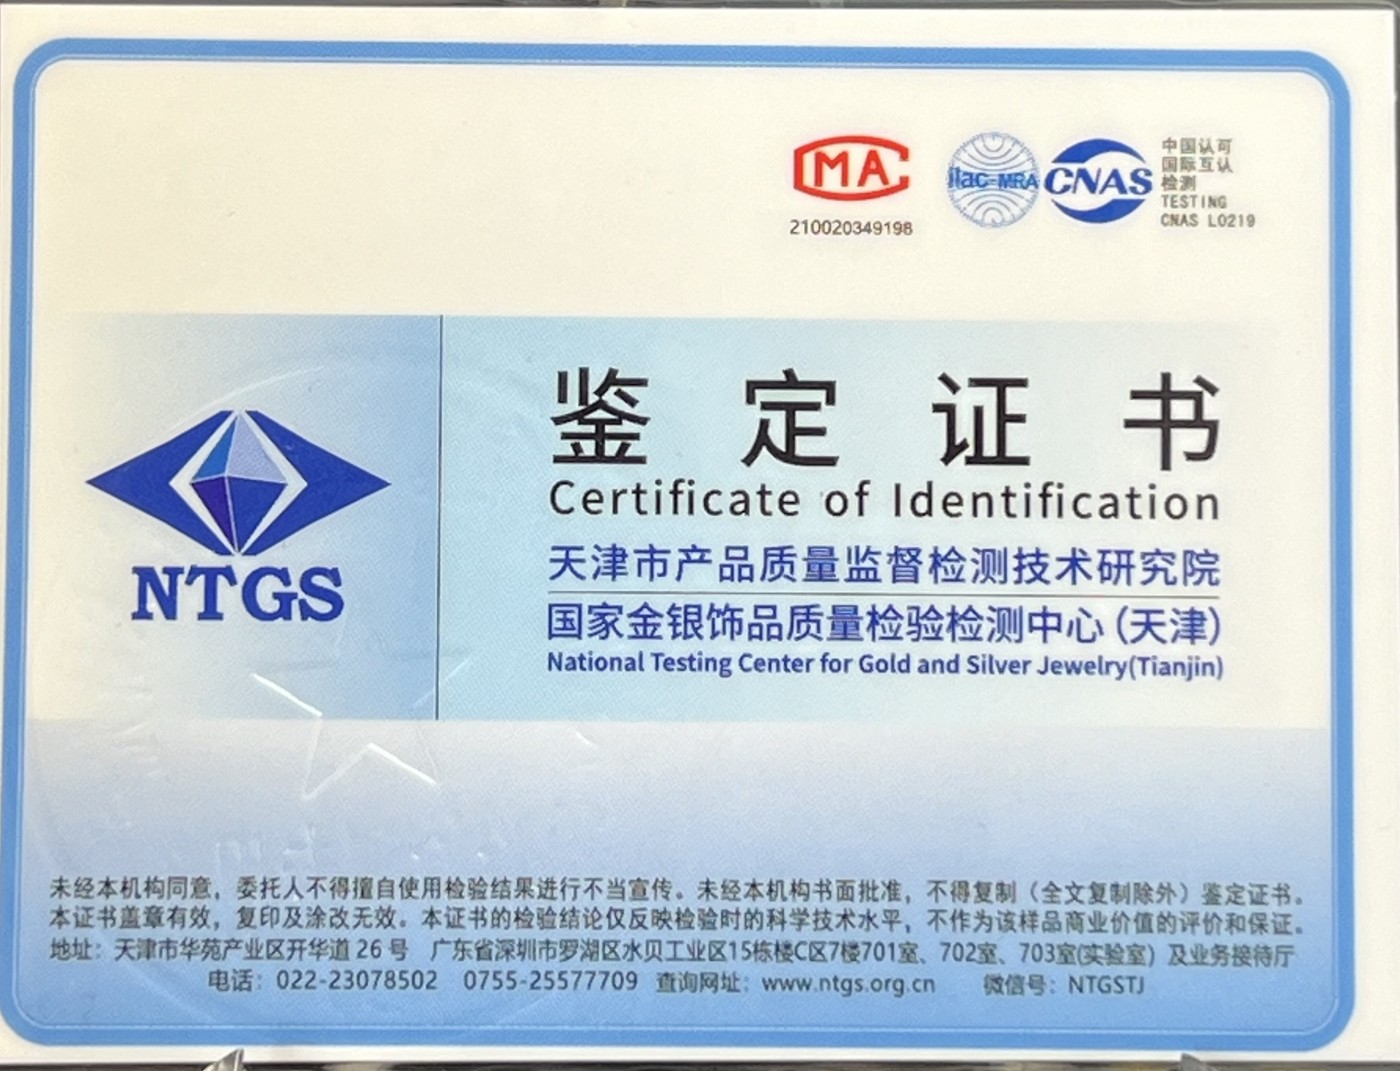 CMA
210020349198
ilac-MRA
CNAS
中国认可
国际互认
检测
TESTING
CNAS L0219
鉴定证书
Certificate of Identification
NTGS
天津市产品质量监督检测技术研究院
国家金银饰品质量检验检测中心(天津)
National Testing Center for Gold and Silver Jewelry(Tianjin)
未经本机构同意，委托人不得擅自使用检验结果进行不当宣传。未经本机构书面批准，不得复制（全文复制除外）鉴定证书。
本证书盖章有效，复印及涂改无效。本证书的检验结论仅反映检验时的科学技术水平，不作为该样品商业价值的评价和保证。
地址：天津市华苑产业区开华道 26 号 广东省深圳市罗湖区水贝工业区15栋楼C区7楼701室、702室、703室(实验室）及业务接待厅
电话：022-23078502 0755-25577709 查询网址：www.ntgs.org.cn 微信号：NTGSTJ